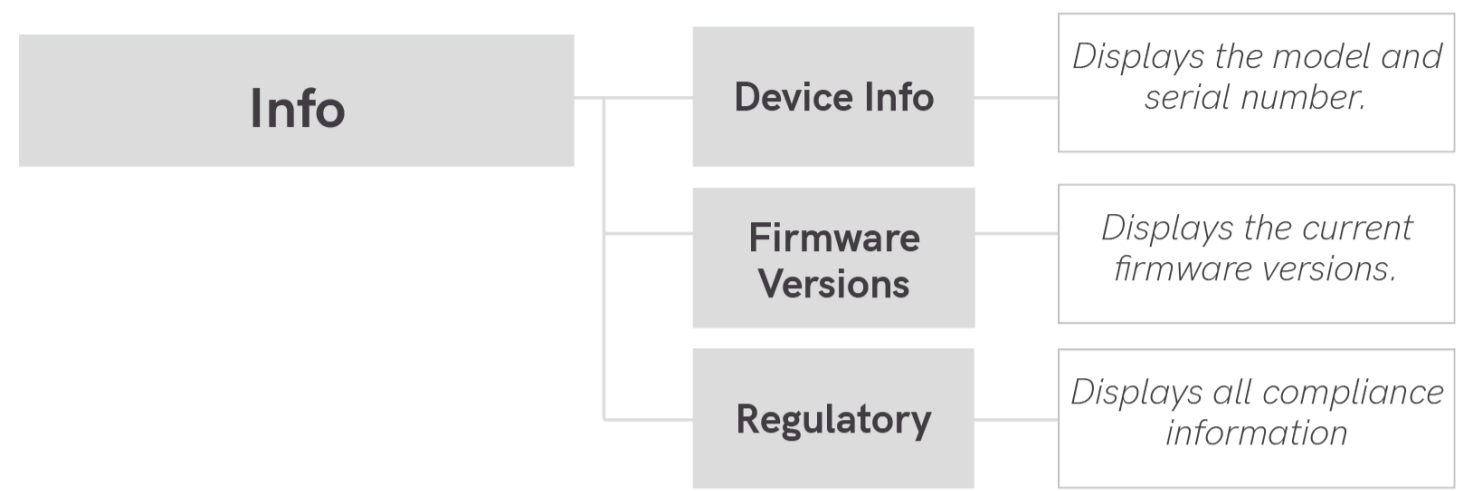 Info
Device Info
Displays the model and
serial number.
Firmware
Versions
Displays the current
firmware versions.
Regulatory
Displays all compliance
information